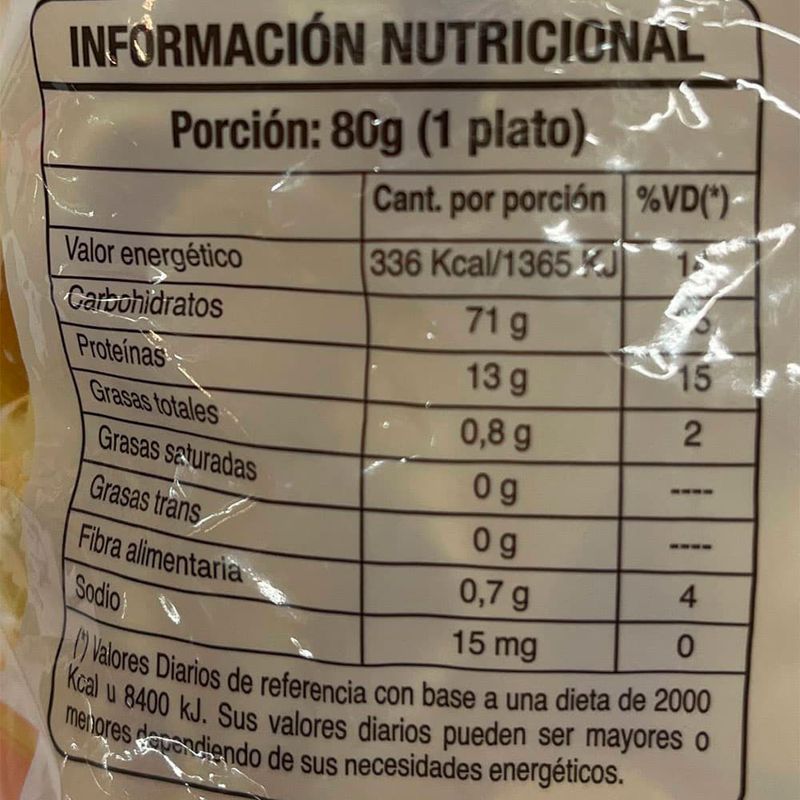 INFORMACIÓN NUTRICIONAL
Porción: 80g (1 plato)
Cant. por porción %VD(*)
Valor energético 336 Kcal/1365 KJ
Carbohidratos 71 g
Proteínas 13 g 15
Grasas totales 0,8 g 2
Grasas saturadas 0 g ----
Grasas trans 0 g ----
Fibra alimentaria 0,7 g 4
Sodio 15 mg 0
(*) Valores Diarios de referencia con base a una dieta de 2000
Kcal u 8400 kJ. Sus valores diarios pueden ser mayores o
menores dependiendo de sus necesidades energéticos.